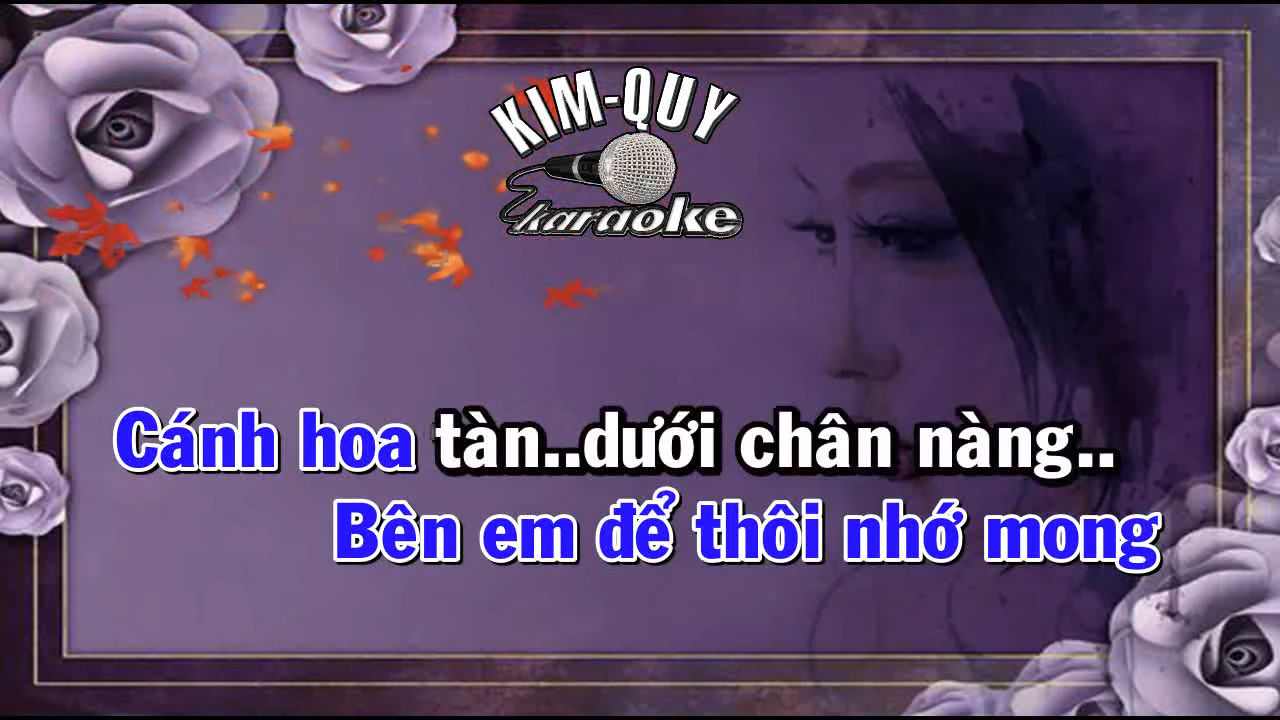 KIM-QUY
karaoke
Cánh hoa tàn..dưới chân nàng..
Bên em để thôi nhớ mong